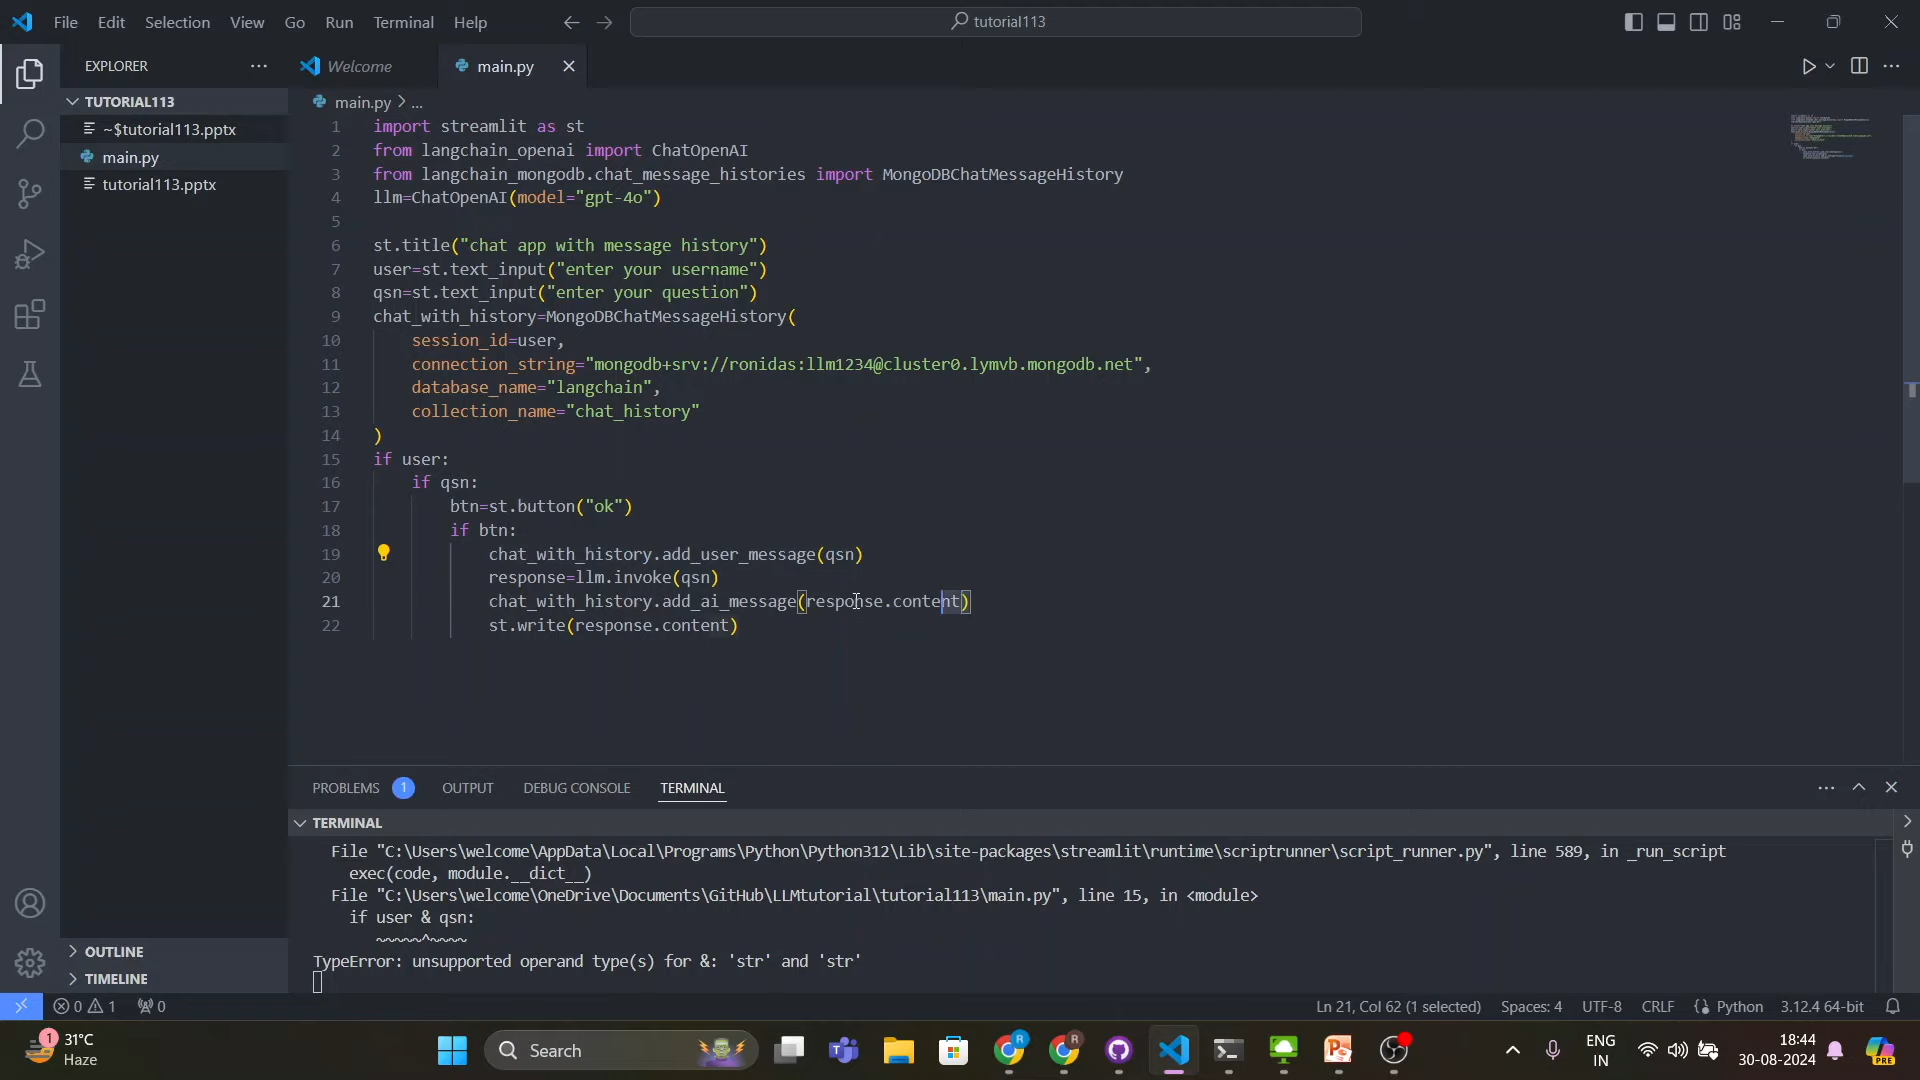 File Edit Selection View Go Run Terminal Help
tutorial113
EXPLORER
TUTORIAL113
~$tutorial113.pptx
main.py
tutorial113.pptx
OUTLINE
TIMELINE
Welcome
main.py
main.py > ...
1 import streamlit as st
2 from langchain_openai import ChatOpenAI
3 from langchain_mongodb.chat_message_histories import MongoDBChatMessageHistory
4 llm=ChatOpenAI(model="gpt-4o")
5
6 st.title("chat app with message history")
7 user=st.text_input("enter your username")
8 qsn=st.text_input("enter your question")
9 chat_with_history=MongoDBChatMessageHistory(
10 session_id=user,
11 connection_string="mongodb+srv://ronidas:llm1234@cluster0.lymvb.mongodb.net",
12 database_name="langchain",
13 collection_name="chat_history"
14 )
15 if user:
16 if qsn:
17 btn=st.button("ok")
18 if btn:
19 chat_with_history.add_user_message(qsn)
20 response=llm.invoke(qsn)
21 chat_with_history.add_ai_message(response.content)
22 st.write(response.content)
PROBLEMS 1 OUTPUT DEBUG CONSOLE TERMINAL
TERMINAL
File "C:\Users\welcome\AppData\Local\Programs\Python\Python312\Lib\site-packages\streamlit\runtime\scriptrunner\script_runner.py", line 589, in _run_script
exec(code, module.__dict__)
File "C:\Users\welcome\OneDrive\Documents\GitHub\LLMtutorial\tutorial113\main.py", line 15, in <module>
if user & qsn:
~~~~~^~~~~
TypeError: unsupported operand type(s) for &: 'str' and 'str'
0 1 0
Ln 21, Col 62 (1 selected) Spaces: 4 UTF-8 CRLF Python 3.12.4 64-bit
1 31°C
Haze
Search
R
R
ENG
IN
18:44
30-08-2024
PRE